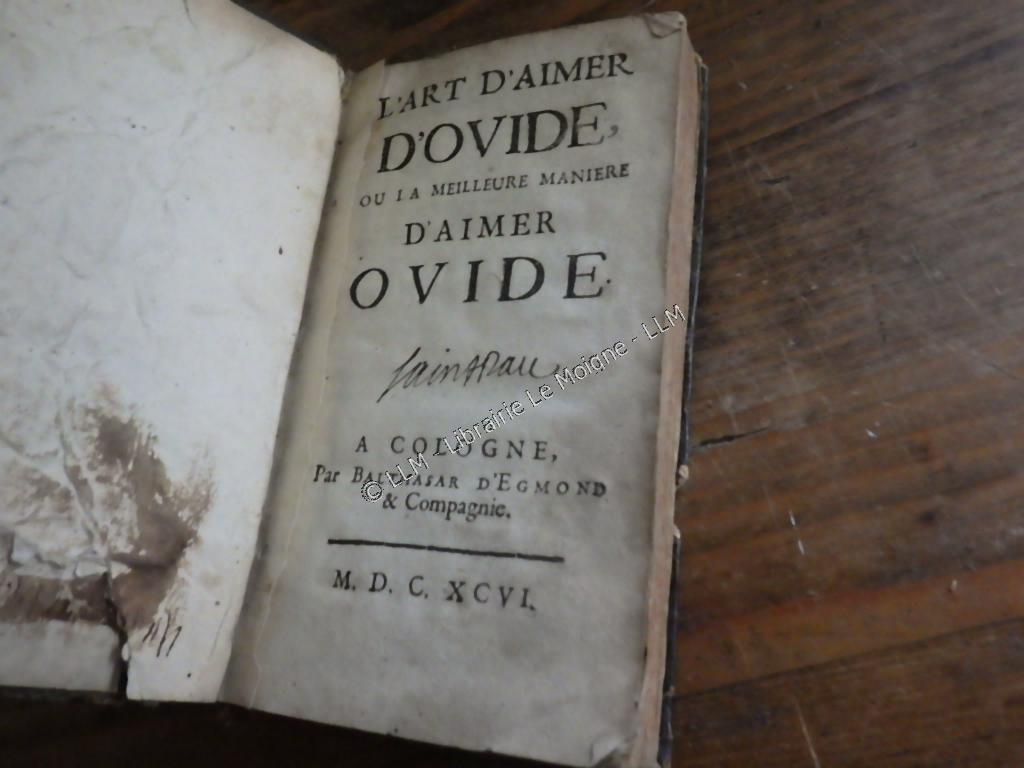 L'ART D'AIMER
D'OVIDE,
OU LA MEILLEURE MANIERE
D'AIMER
OVIDE.
© LLM - Librairie Le Moigne - LLM
A COLOGNE,
Par BALTHASAR D'EGMOND
& Compagnie.
M. D. C. XCVI.